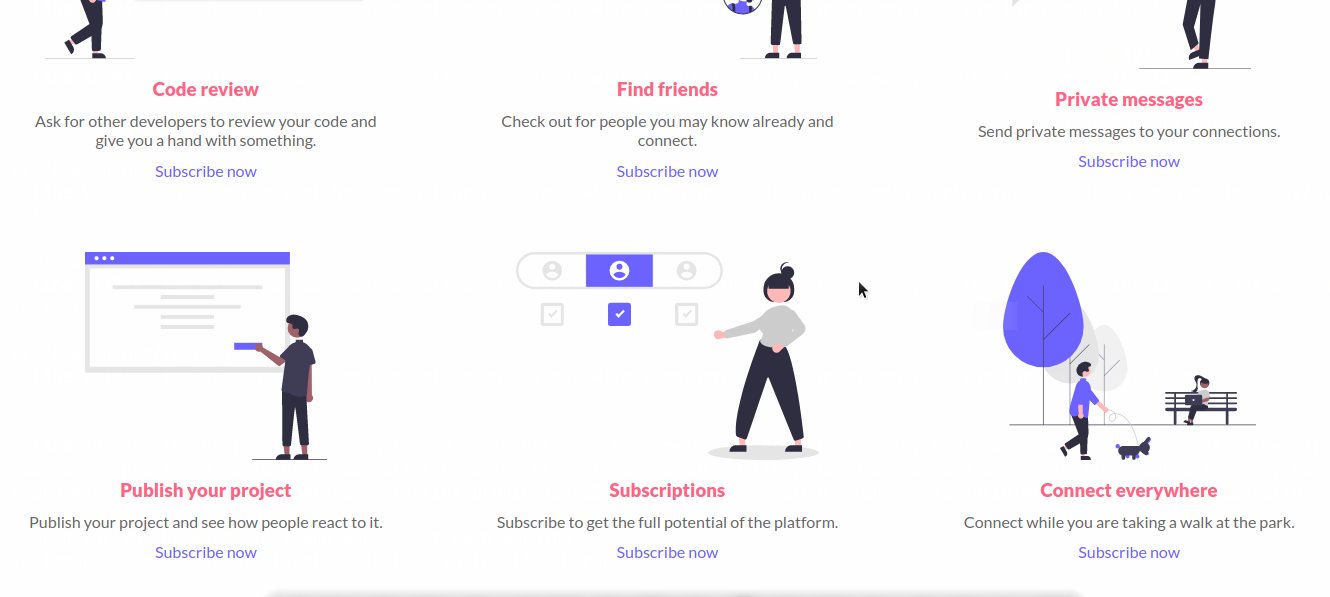 Code review
Ask for other developers to review your code and
give you a hand with something.
Subscribe now
Find friends
Check out for people you may know already and
connect.
Subscribe now
Private messages
Send private messages to your connections.
Subscribe now
Publish your project
Publish your project and see how people react to it.
Subscribe now
Subscriptions
Subscribe to get the full potential of the platform.
Subscribe now
Connect everywhere
Connect while you are taking a walk at the park.
Subscribe now